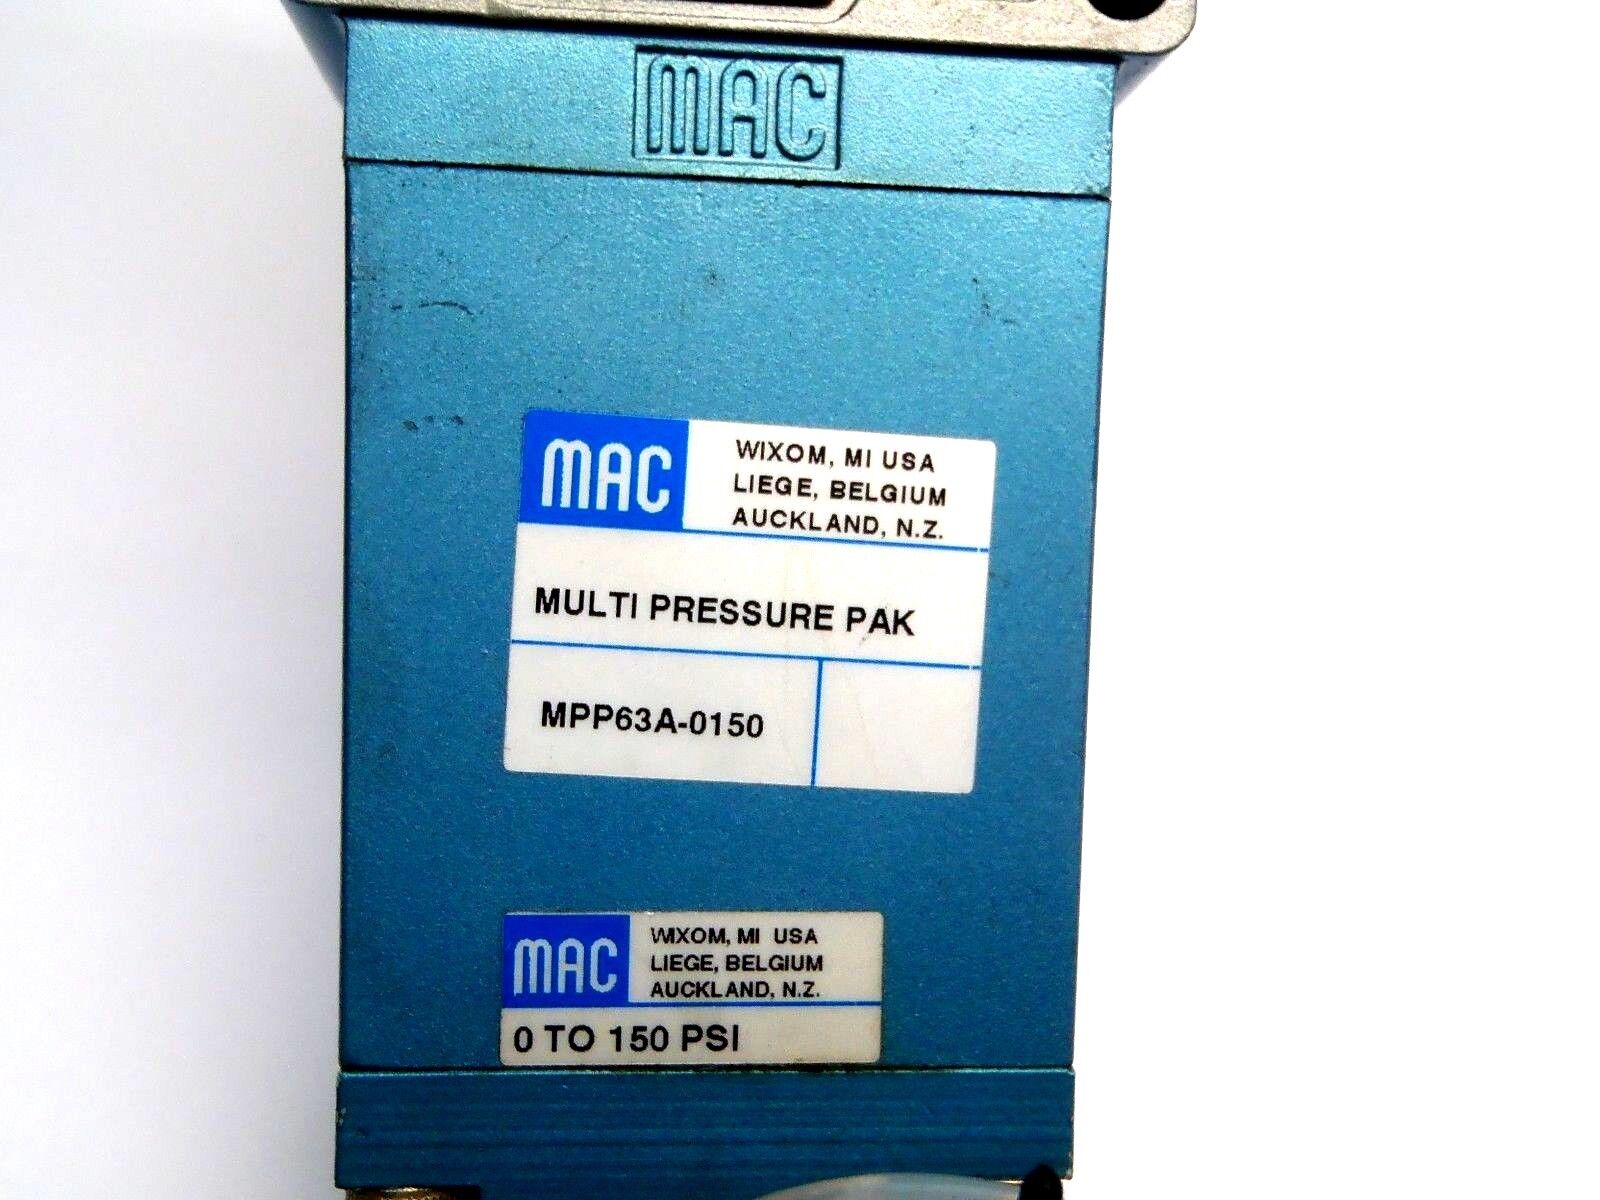 MAC
MAC
WIXOM, MI USA
LIEGE, BELGIUM
AUCKLAND, N.Z.
MULTI PRESSURE PAK
MPP63A-0150
MAC
WIXOM, MI USA
LIEGE, BELGIUM
AUCKLAND, N.Z.
0 TO 150 PSI